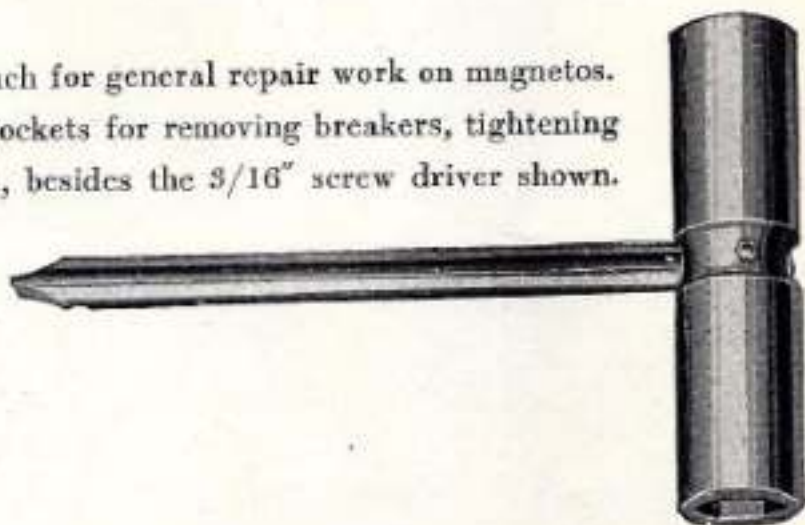 ch for general repair work on magnetos.
ockets for removing breakers, tightening
, besides the 3/16″ screw driver shown.